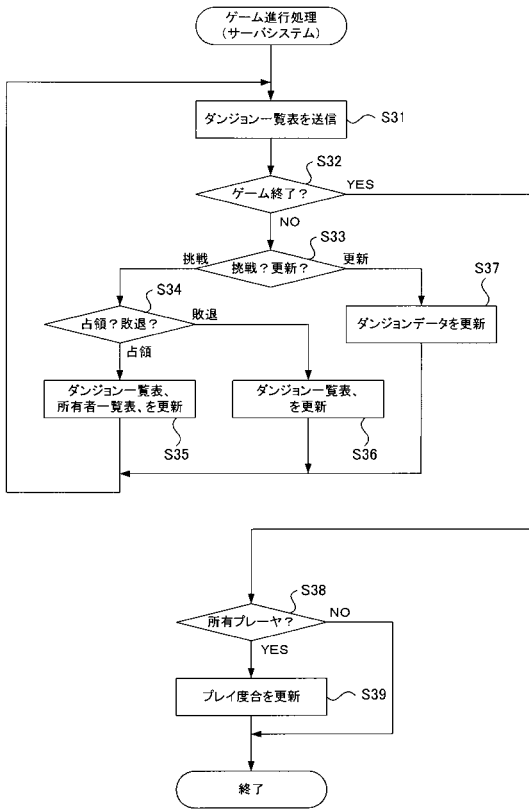 ゲーム進行処理
(サーバシステム)
ダンジョン一覧表を送信
S31
S32
ゲーム終了?
YES
NO
S33
挑戦
挑戦?更新?
更新
S34
占領?敗退?
敗退
占領
S37
ダンジョンデータを更新
ダンジョン一覧表、
所有者一覧表、を更新
S35
ダンジョン一覧表、
を更新
S36
S38
所有プレーヤ?
NO
YES
プレイ度合を更新
S39
終了